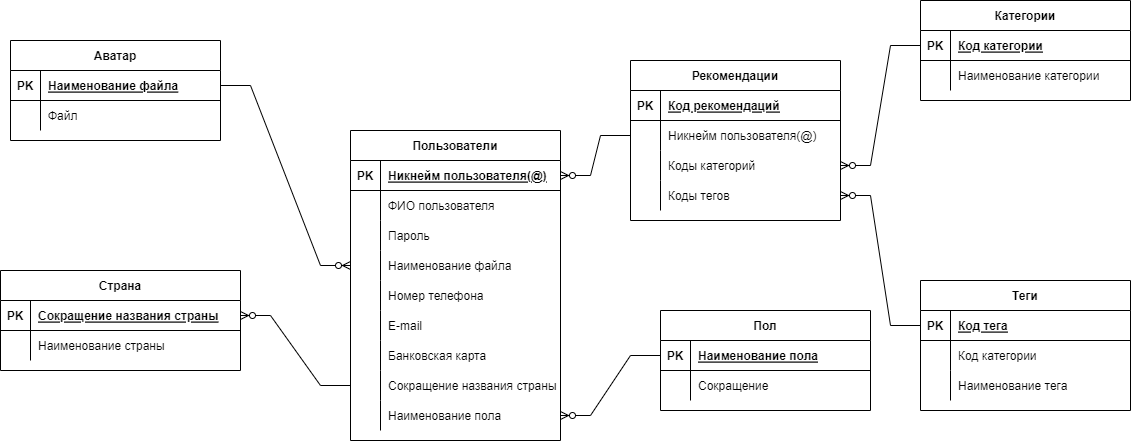 Аватар
PK Наименование файла
Файл
Страна
PK Сокращение названия страны
Наименование страны
Пользователи
PK Никнейм пользователя(@)
ФИО пользователя
Пароль
Наименование файла
Номер телефона
E-mail
Банковская карта
Сокращение названия страны
Наименование пола
Рекомендации
PK Код рекомендаций
Никнейм пользователя(@)
Коды категорий
Коды тегов
Пол
PK Наименование пола
Сокращение
Категории
PK Код категории
Наименование категории
Теги
PK Код тега
Код категории
Наименование тега